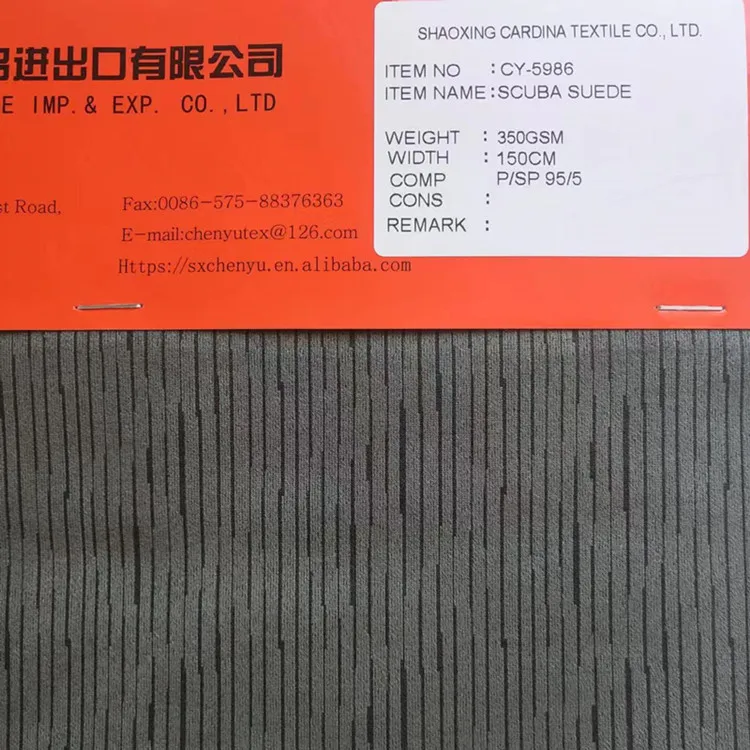 进出口有限公司
E IMP.& EXP. CO.,LTD
st Road,
Fax:0086-575-88376363
E-mail:chenyutex@126.com
Https://sxchenyu.en.alibaba.com
SHAOXING CARDINA TEXTILE CO., LTD.
ITEM NO : CY-5986
ITEM NAME:SCUBA SUEDE
WEIGHT : 350GSM
WIDTH : 150CM
COMP P/SP 95/5
CONS :
REMARK :